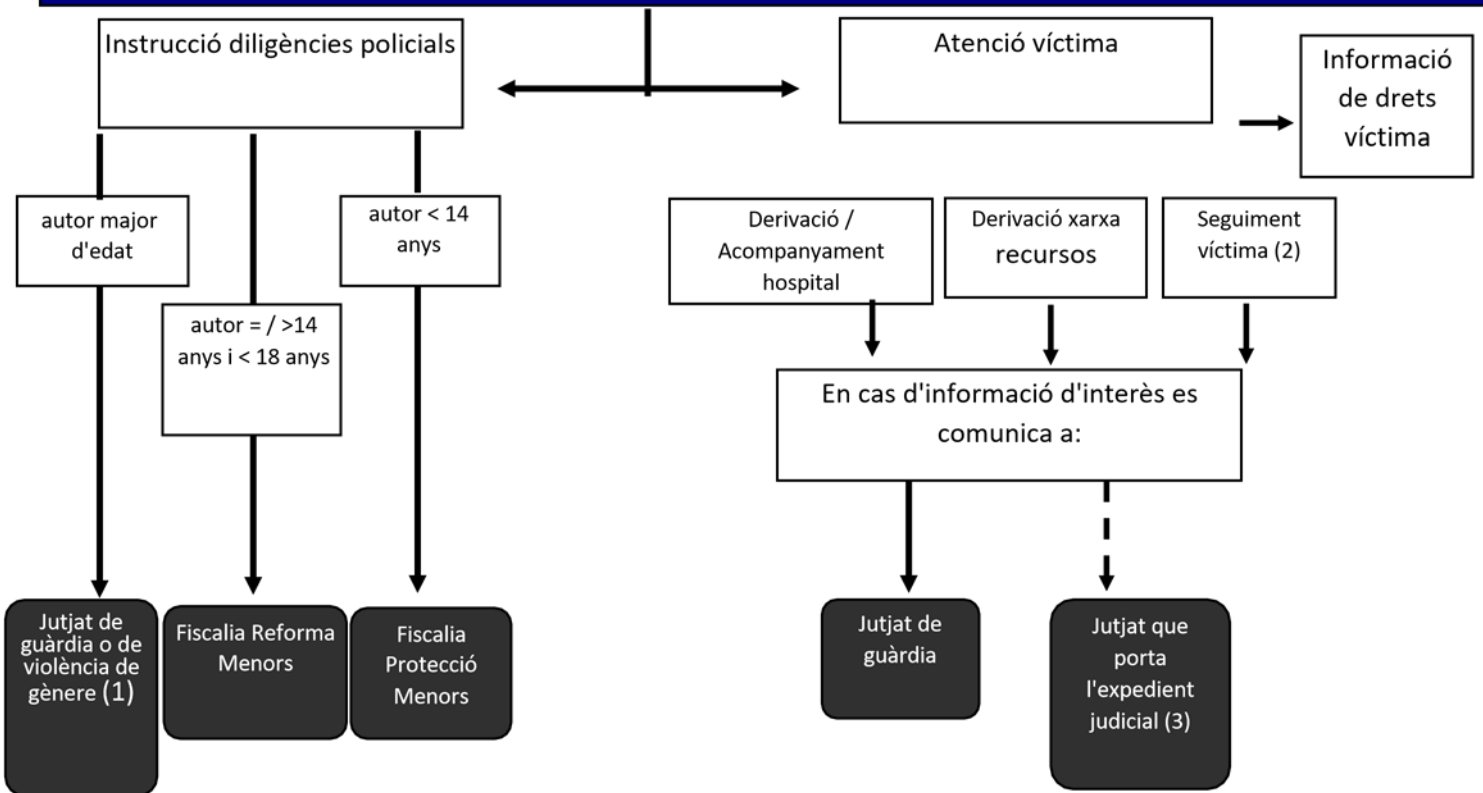 Instrucció diligències policials
Atenció víctima
Informació
de drets
víctima
autor major
d'edat
autor < 14
anys
autor = / >14
anys i < 18 anys
Derivació /
Acompanyament
hospital
Derivació xarxa
recursos
Seguiment
víctima (2)
En cas d'informació d'interès es
comunica a:
Jutjat de
guàrdia o de
violència de
gènere (1)
Fiscalia Reforma
Menors
Fiscalia
Protecció
Menors
Jutjat de
guàrdia
Jutjat que
porta
l'expedient
judicial (3)